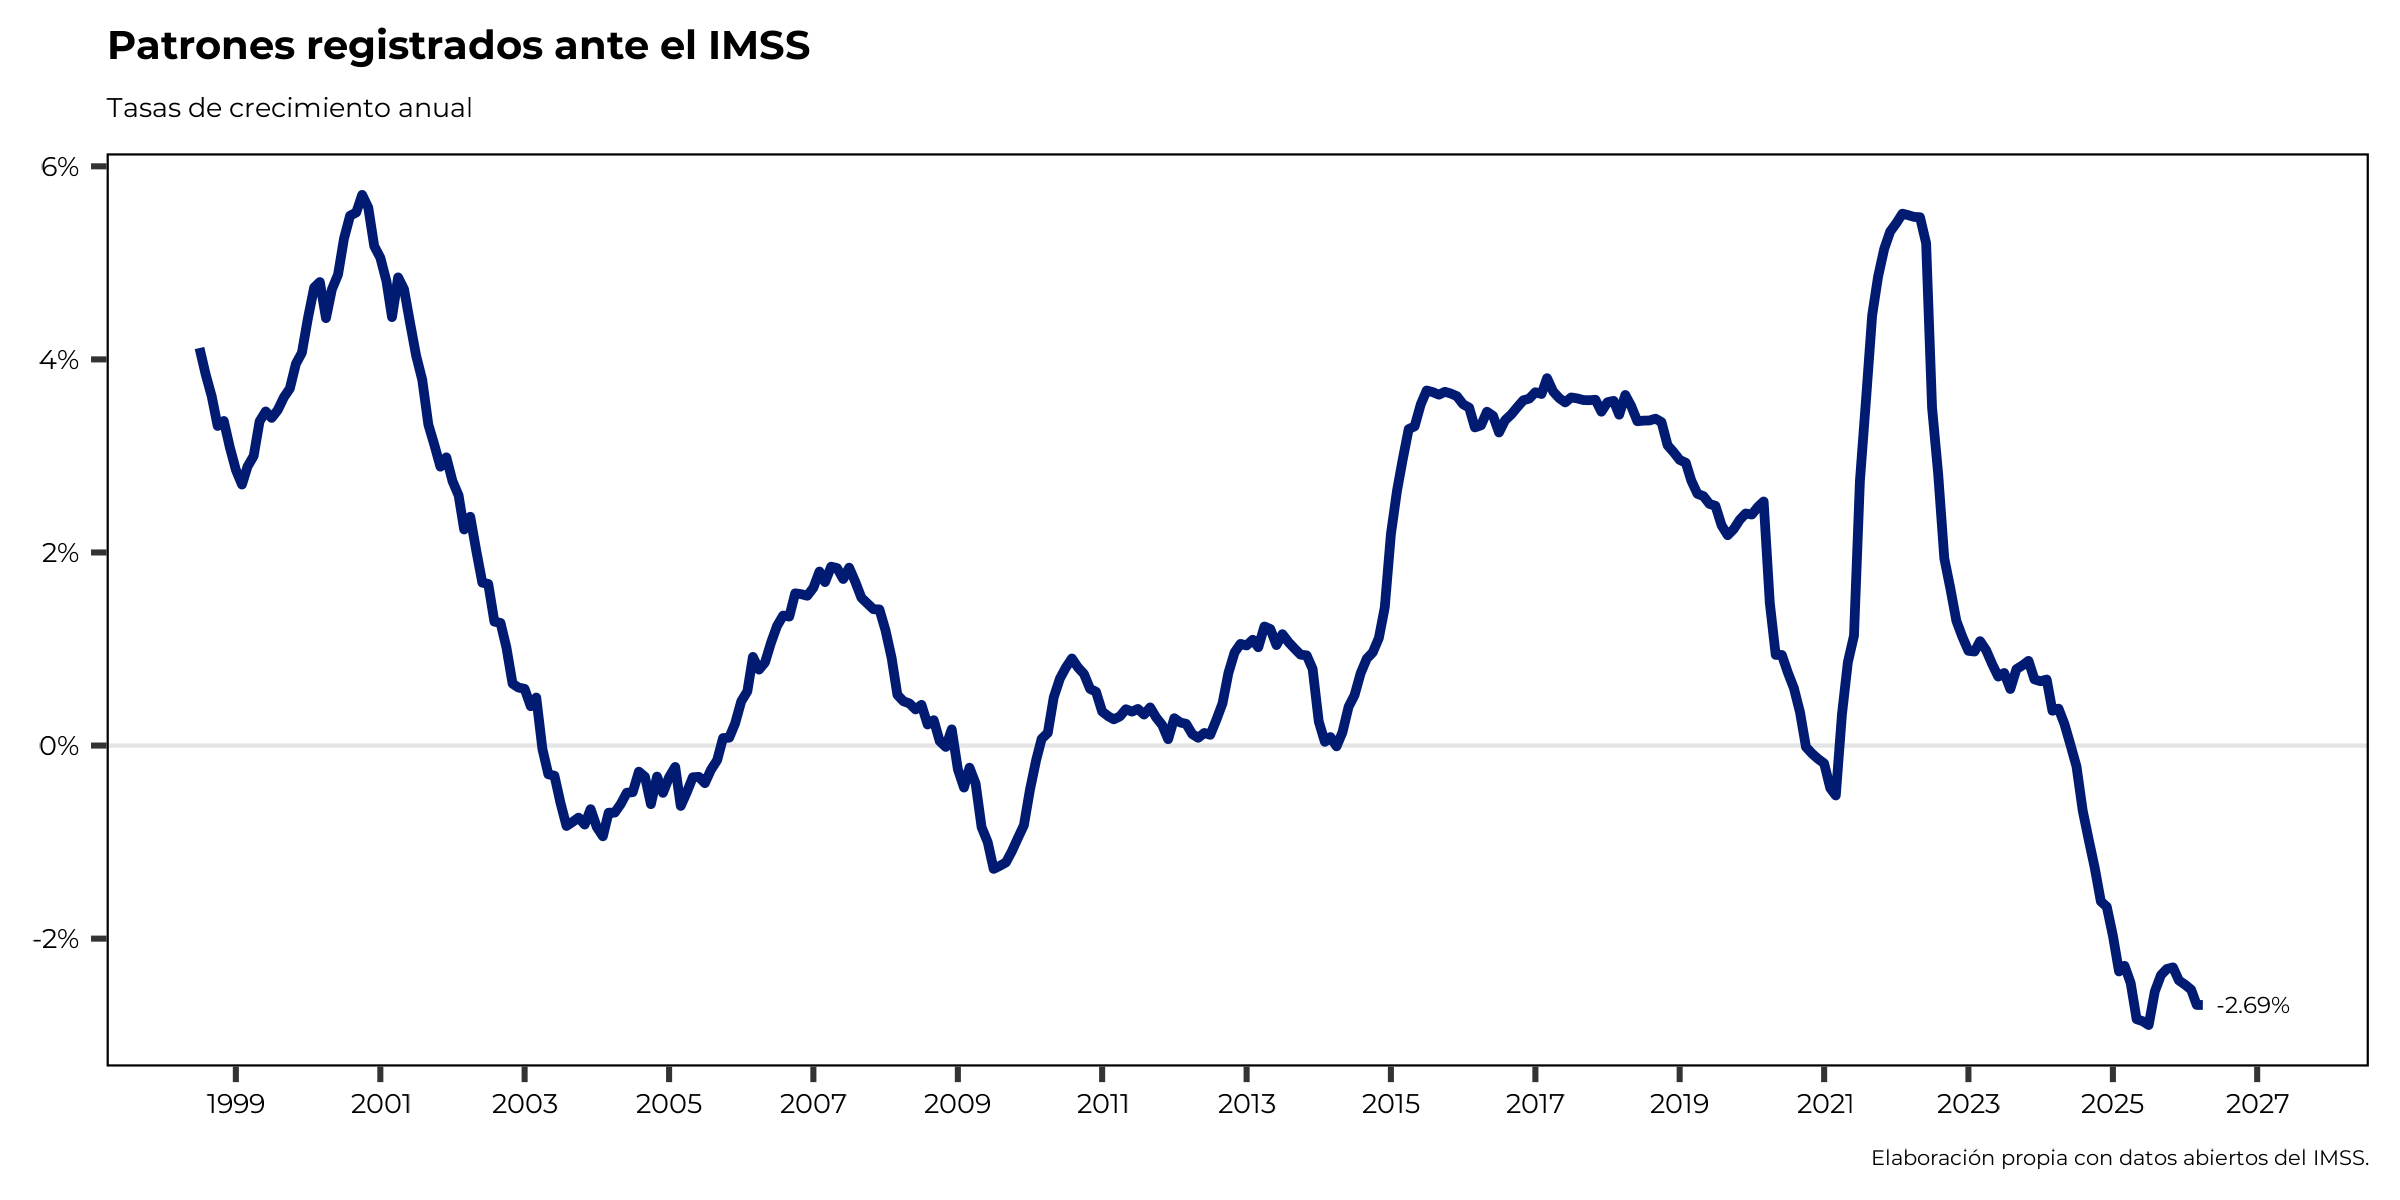 Patrones registrados ante el IMSS
Tasas de crecimiento anual
6%
4%
2%
0%
-2%
-2.69%
1999 2001 2003 2005 2007 2009 2011 2013 2015 2017 2019 2021 2023 2025 2027
Elaboración propia con datos abiertos del IMSS.